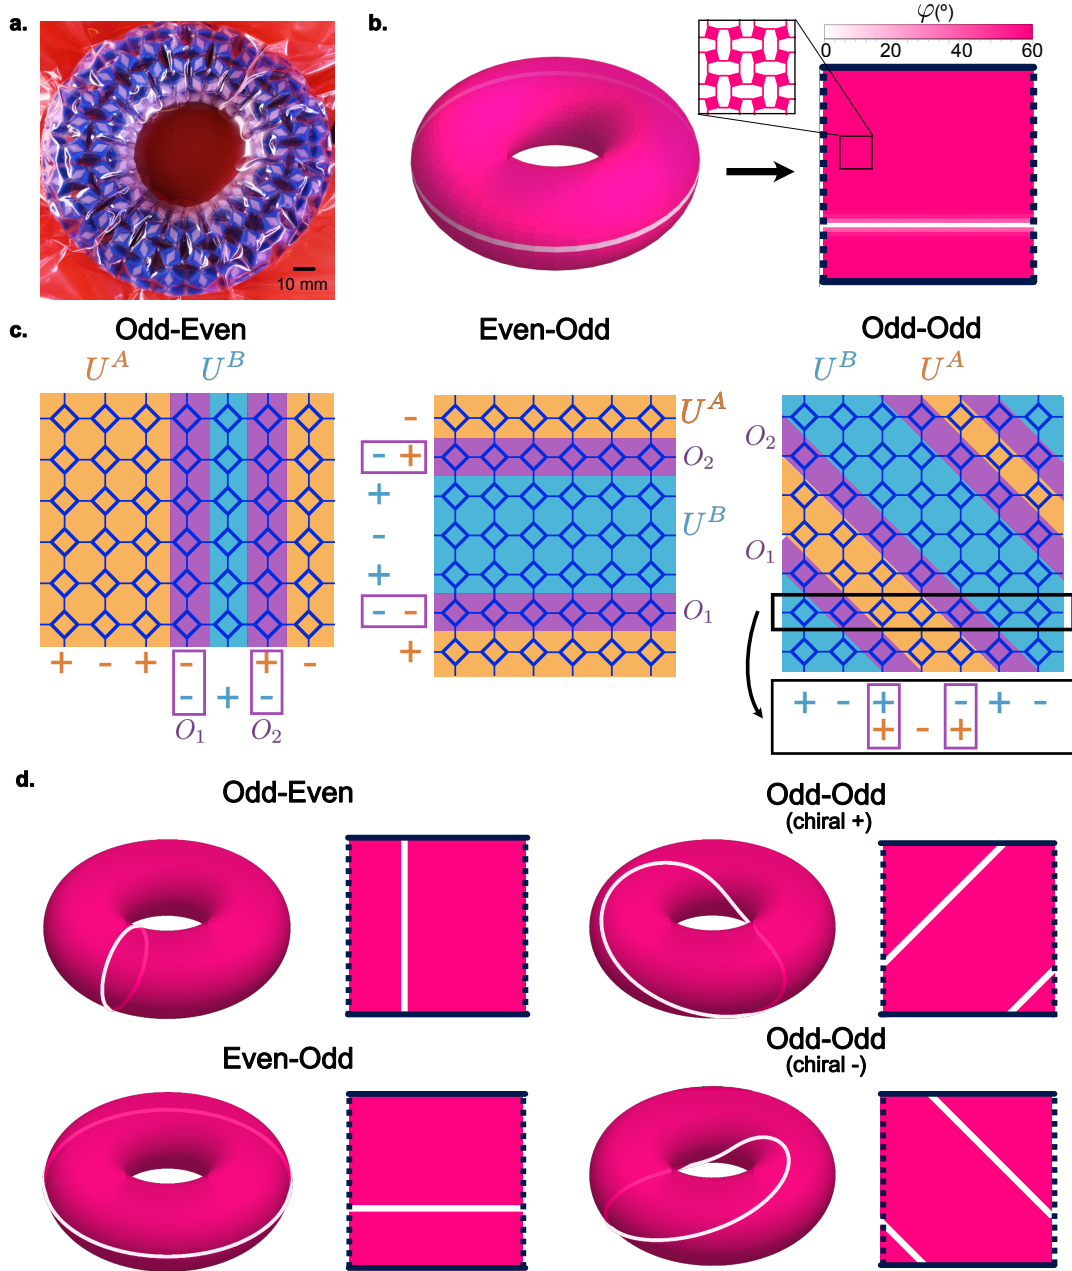 a.
10 mm
b.
φ(º)
0 20 40 60
c.
Odd-Even
U^A U^B
+ - + - + -
- + -
O_1 O_2
Even-Odd
- U^A
- + O_2
+
- U^B
+
- - O_1
+
Odd-Odd
U^B U^A
O_2
O_1
+ - + - + -
+ - +
d.
Odd-Even
Odd-Odd
(chiral +)
Even-Odd
Odd-Odd
(chiral -)